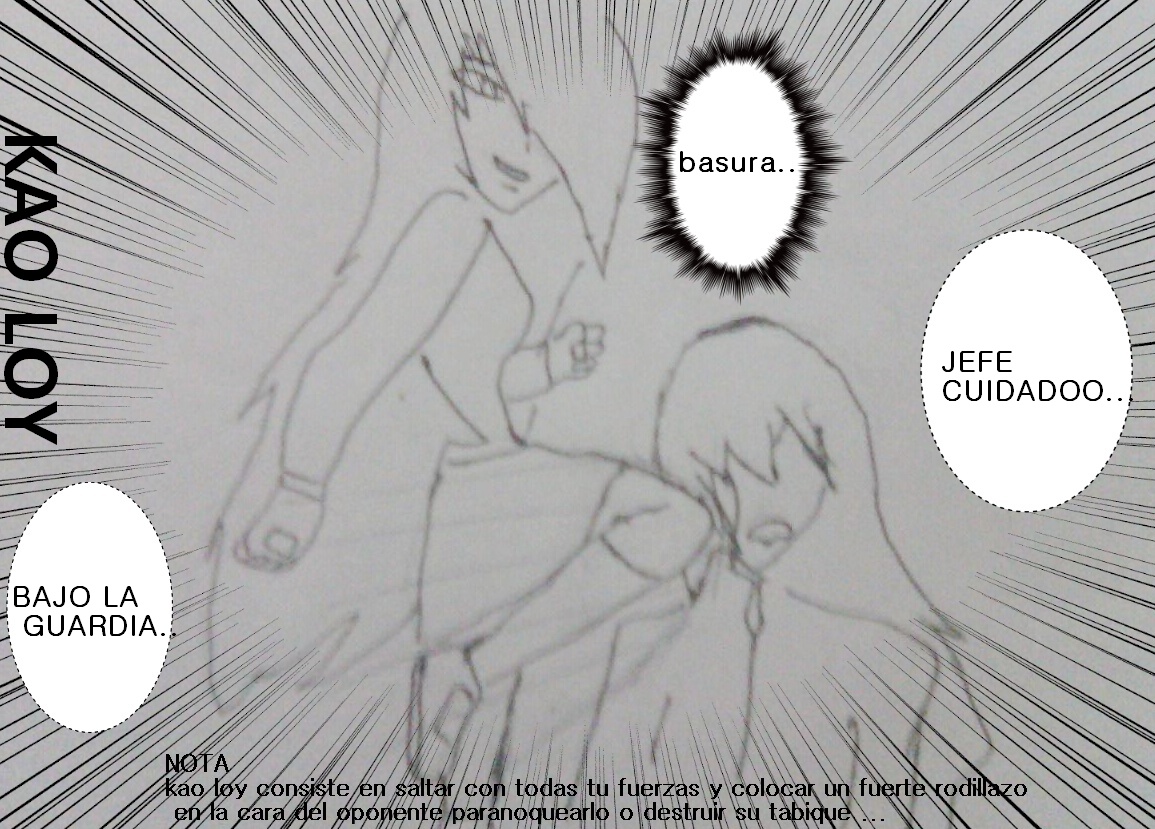 KAO LOY
basura..
JEFE
CUIDADOO..
BAJO LA
GUARDIA..
NOTA
kao loy consiste en saltar con todas tu fuerzas y colocar un fuerte rodillazo
en la cara del oponente paranoquearlo o destruir su tabique ...